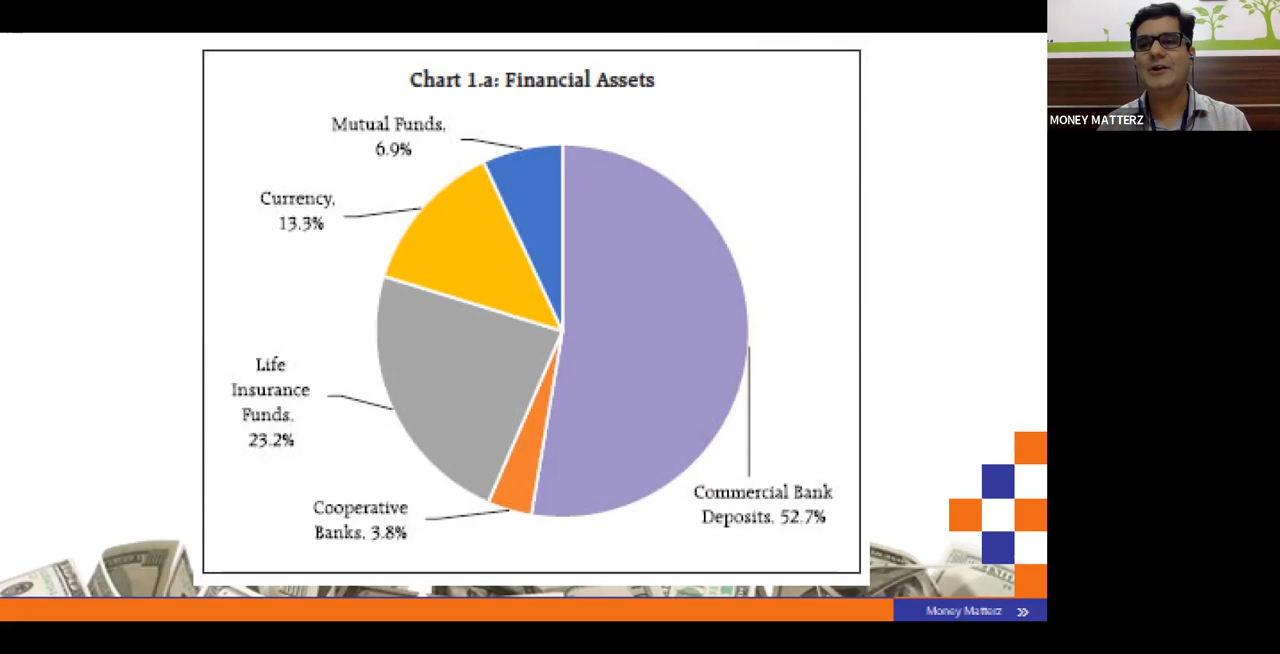 Chart 1.a: Financial Assets
Mutual Funds,
6.9%
Currency,
13.3%
Life
Insurance
Funds,
23.2%
Cooperative
Banks, 3.8%
Commercial Bank
Deposits, 52.7%
Money Matterz
MONEY MATTERZ